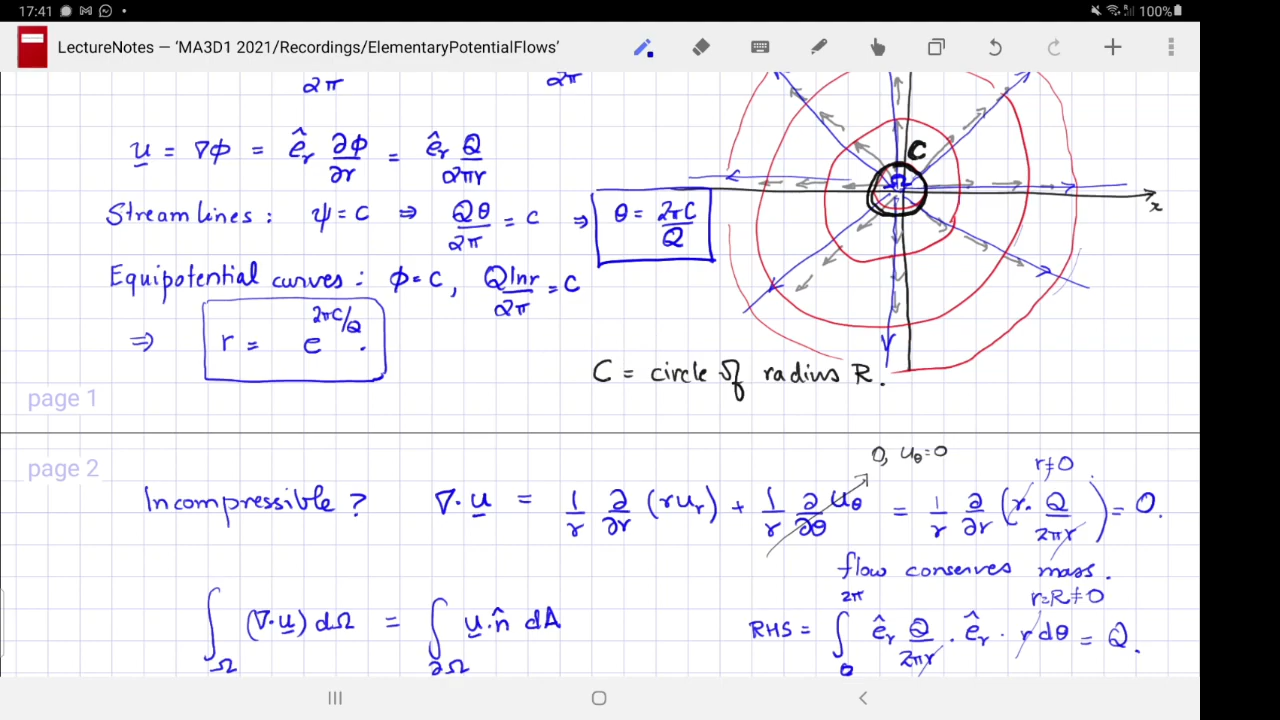 17:41 100%
LectureNotes — ‘MA3D1 2021/Recordings/ElementaryPotentialFlows’
2π 2π
u = ∇φ = ê_r ∂φ/∂r = ê_r Q/2πr
C
Ω
x
Stream lines : ψ = C ⇒ Qθ/2π = C ⇒ θ = 2πC/Q
Equipotential curves : φ = C, Q ln r/2π = C
⇒ r = e^{2πC/Q}.
C = circle of radius R.
page 1
page 2
0, u_θ = 0
r ≠ 0
Incompressible ? ∇·u = 1/r ∂/∂r (r u_r) + 1/r ∂/∂θ u_θ = 1/r ∂/∂r (r · Q/2πr) = 0.
flow conserves mass.
r = R ≠ 0
∫_Ω (∇·u) dΩ = ∫_∂Ω u·n̂ dA RHS = ∫_0^{2π} ê_r Q/2πr · ê_r · r dθ = Q.